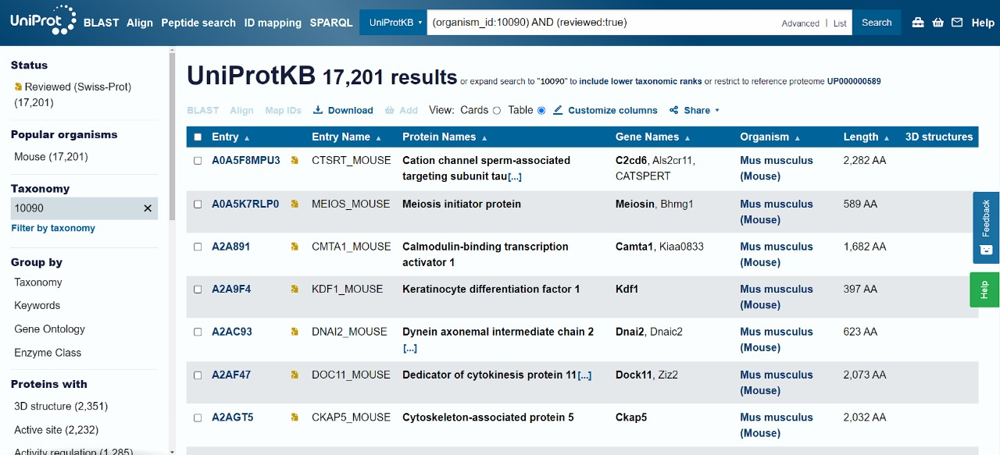 UniProt BLAST Align Peptide search ID mapping SPARQL UniProtKB (organism_id:10090) AND (reviewed:true) Advanced | List Search Help
Status
Reviewed (Swiss-Prot)
(17,201)
Popular organisms
Mouse (17,201)
Taxonomy
10090
Filter by taxonomy
Group by
Taxonomy
Keywords
Gene Ontology
Enzyme Class
Proteins with
3D structure (2,351)
Active site (2,232)
Activity regulation (1,285)
UniProtKB 17,201 results or expand search to "10090" to include lower taxonomic ranks or restrict to reference proteome UP000000589
BLAST Align Map IDs Download Add View: Cards Table Customize columns Share
Entry Entry Name Protein Names Gene Names Organism Length 3D structures
A0A5F8MPU3 CTSRT_MOUSE Cation channel sperm-associated C2cd6, Als2cr11, Mus musculus 2,282 AA
targeting subunit tau[...] CATSPERT (Mouse)
A0A5K7RLP0 MEIOS_MOUSE Meiosis initiator protein Meiosin, Bhmg1 Mus musculus 589 AA
(Mouse)
A2A891 CMTA1_MOUSE Calmodulin-binding transcription Camta1, Kiaa0833 Mus musculus 1,682 AA
activator 1 (Mouse)
A2A9F4 KDF1_MOUSE Keratinocyte differentiation factor 1 Kdf1 Mus musculus 397 AA
(Mouse)
A2AC93 DNAI2_MOUSE Dynein axonemal intermediate chain 2 Dnai2, Dnaic2 Mus musculus 623 AA
[...] (Mouse)
A2AF47 DOC11_MOUSE Dedicator of cytokinesis protein 11[...] Dock11, Ziz2 Mus musculus 2,073 AA
(Mouse)
A2AGT5 CKAP5_MOUSE Cytoskeleton-associated protein 5 Ckap5 Mus musculus 2,032 AA
(Mouse)
Feedback
Help